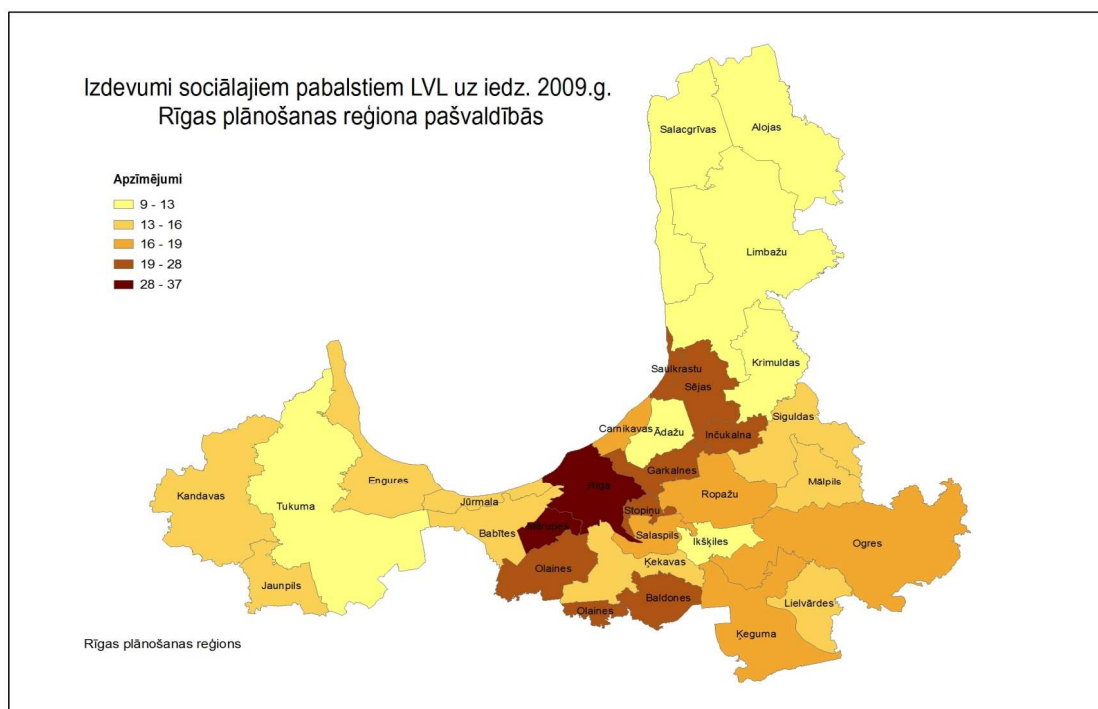 Izdevumi sociālajiem pabalstiem LVL uz iedz. 2009.g.
Rīgas plānošanas reģiona pašvaldībās
Apzīmējumi
9 - 13
13 - 16
16 - 19
19 - 28
28 - 37
Salacgrīvas
Alojas
Limbažu
Krimuldas
Saulkrastu
Sējas
Siguldas
Carnikavas
Ādažu
Inčukalna
Garkalnes
Mālpils
Ropažu
Rīga
Stopiņu
Mārupes
Salaspils
Ikšķiles
Ogres
Kandavas
Tukuma
Engures
Jūrmala
Babītes
Ķekavas
Olaines
Jaunpils
Baldones
Olaines
Lielvārdes
Ķeguma
Rīgas plānošanas reģions